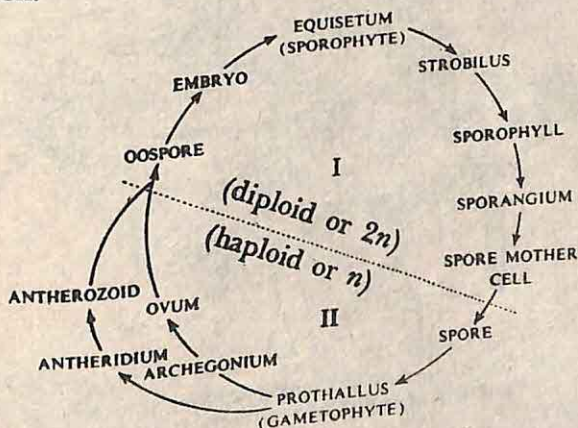 EQUISETUM
(SPOROPHYTE)
STROBILUS
EMBRYO
SPOROPHYLL
OOSPORE
I
(diploid or 2n)
SPORANGIUM
(haploid or n)
SPORE MOTHER
CELL
ANTHEROZOID
OVUM
II
SPORE
ANTHERIDIUM
ARCHEGONIUM
PROTHALLUS
(GAMETOPHYTE)